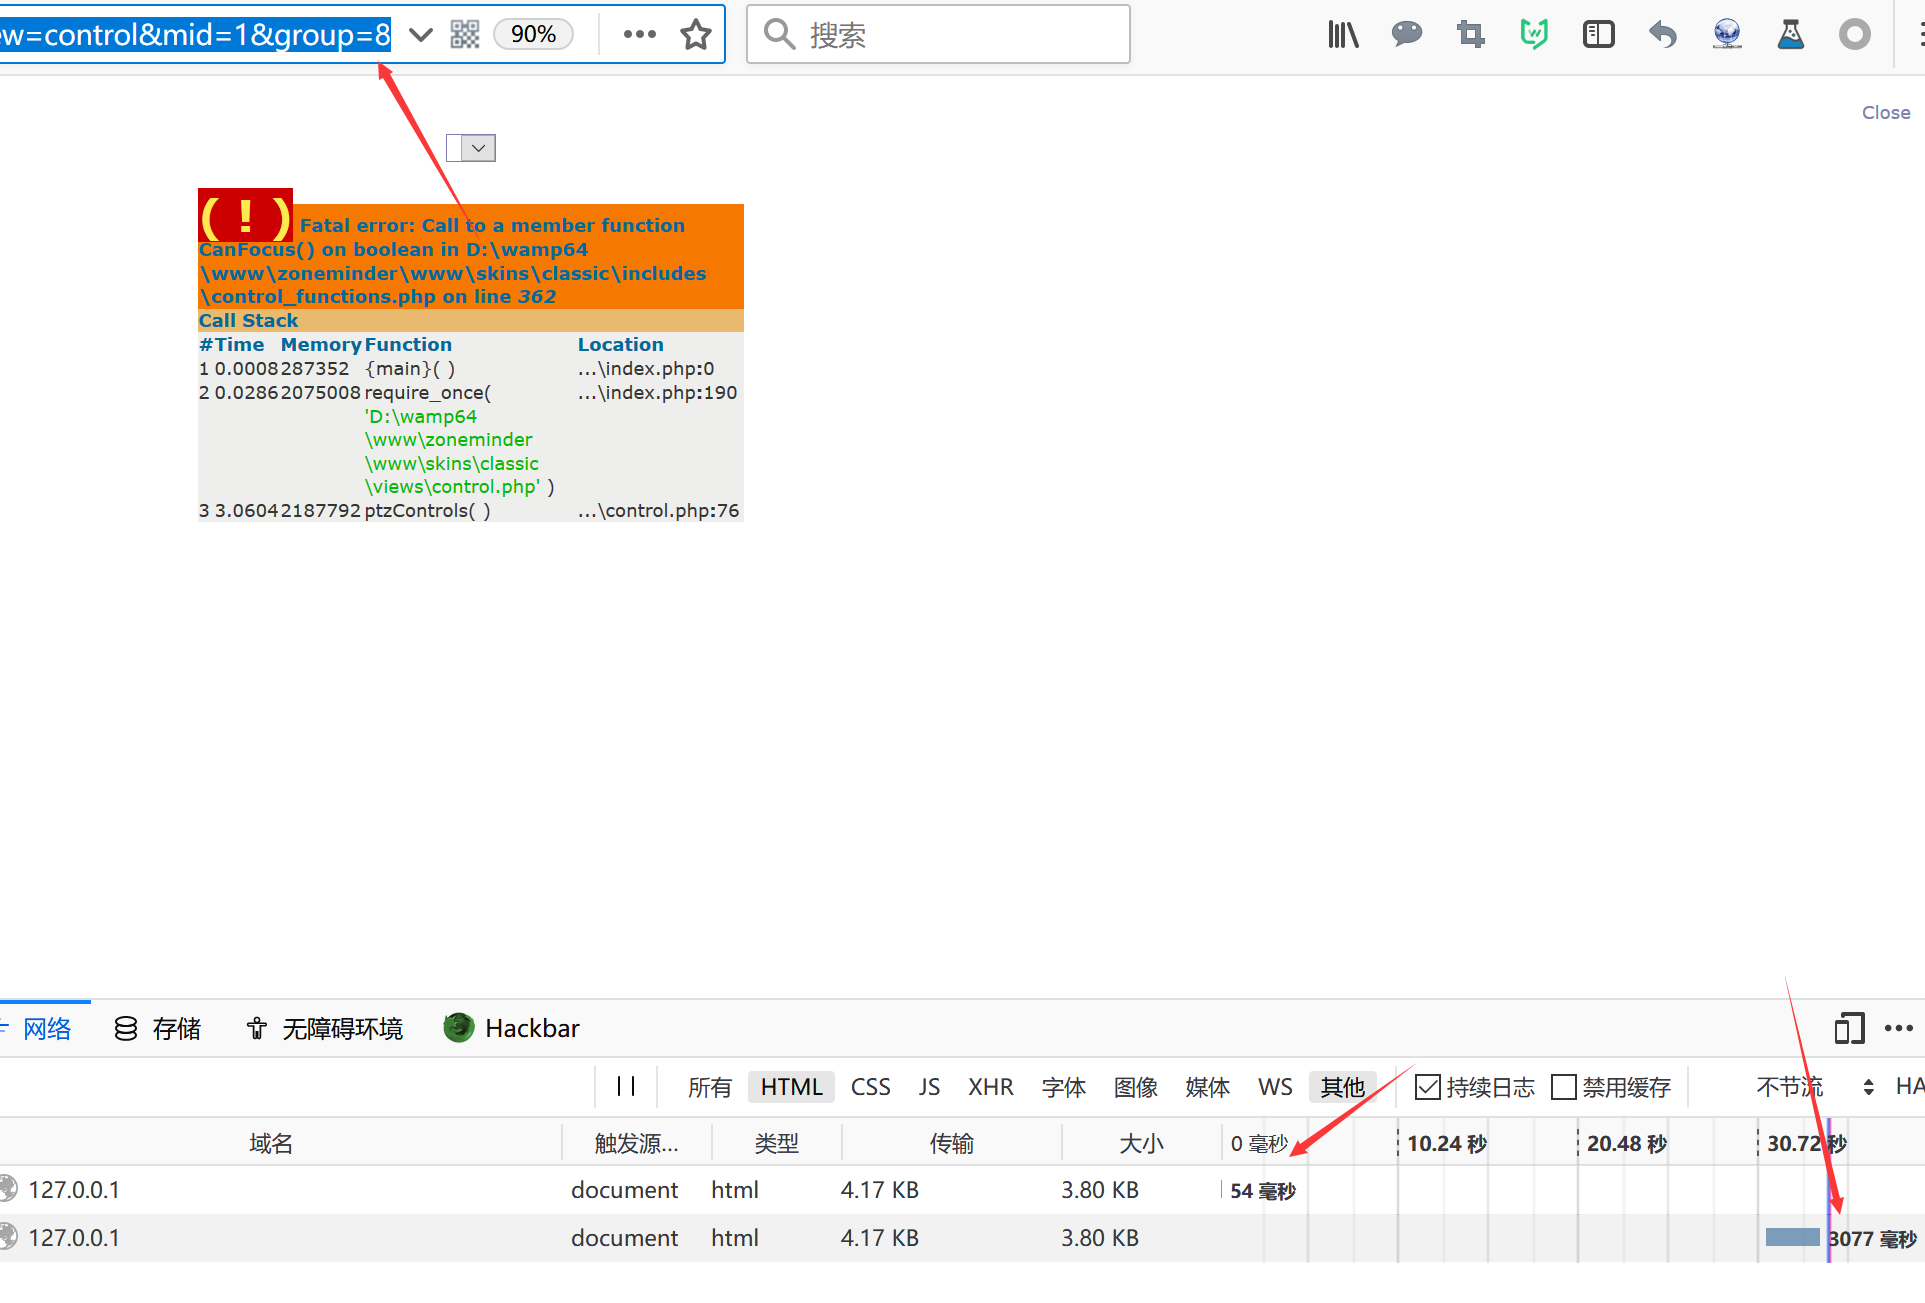 ew=control&mid=1&group=8
90%
搜索
Close
( ! ) Fatal error: Call to a member function
CanFocus() on boolean in D:\wamp64
\www\zoneminder\www\skins\classic\includes
\control_functions.php on line 362
Call Stack
# Time Memory Function Location
1 0.0008 287352 {main}( ) ...\index.php:0
2 0.0286 2075008 require_once( ...\index.php:190
'D:\wamp64
\www\zoneminder
\www\skins\classic
\views\control.php' )
3 3.0604 2187792 ptzControls( ) ...\control.php:76
网络 存储 无障碍环境 Hackbar
所有 HTML CSS JS XHR 字体 图像 媒体 WS 其他 持续日志 禁用缓存 不节流 HA
域名 触发源... 类型 传输 大小 0 毫秒 10.24 秒 20.48 秒 30.72 秒
127.0.0.1 document html 4.17 KB 3.80 KB 54 毫秒
127.0.0.1 document html 4.17 KB 3.80 KB 3077 毫秒